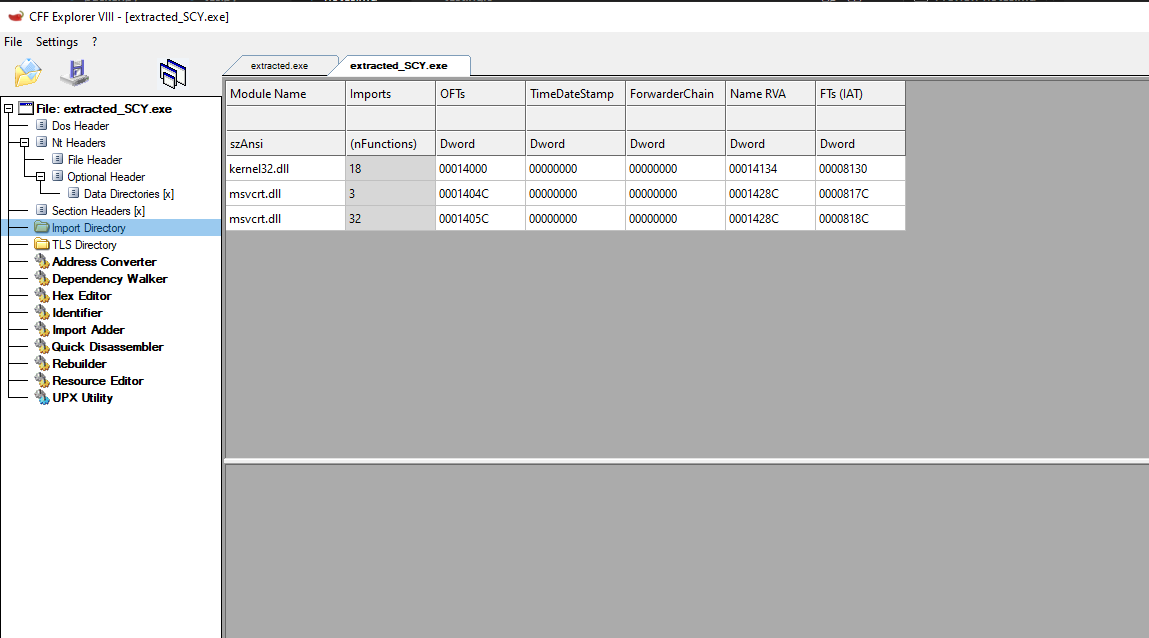 CFF Explorer VIII - [extracted_SCY.exe]
File Settings ?
extracted.exe extracted_SCY.exe
File: extracted_SCY.exe
Dos Header
Nt Headers
File Header
Optional Header
Data Directories [x]
Section Headers [x]
Import Directory
TLS Directory
Address Converter
Dependency Walker
Hex Editor
Identifier
Import Adder
Quick Disassembler
Rebuilder
Resource Editor
UPX Utility
Module Name Imports OFTs TimeDateStamp ForwarderChain Name RVA FTs (IAT)
szAnsi (nFunctions) Dword Dword Dword Dword Dword
kernel32.dll 18 00014000 00000000 00000000 00014134 00008130
msvcrt.dll 3 0001404C 00000000 00000000 0001428C 0000817C
msvcrt.dll 32 0001405C 00000000 00000000 0001428C 0000818C